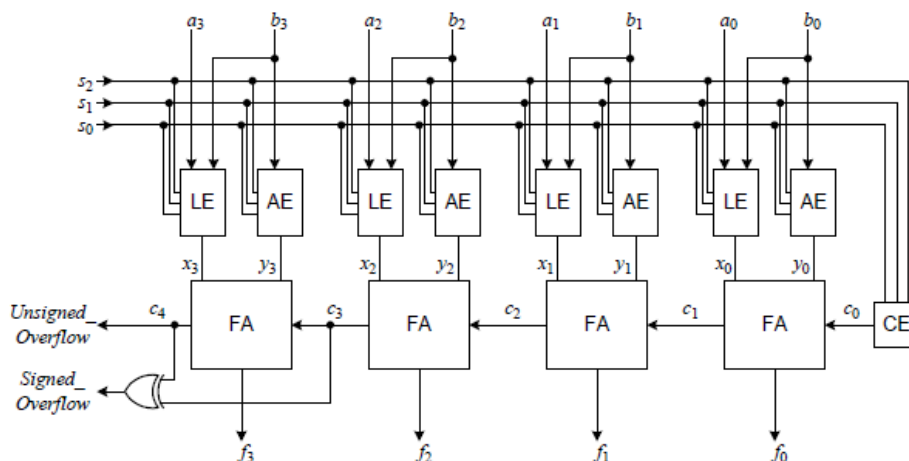 a3 b3 a2 b2 a1 b1 a0 b0
s2
s1
s0
LE AE LE AE LE AE LE AE
x3 y3 x2 y2 x1 y1 x0 y0
Unsigned_ c4 FA c3 FA c2 FA c1 FA c0 CE
Overflow
Signed_
Overflow
f3 f2 f1 f0